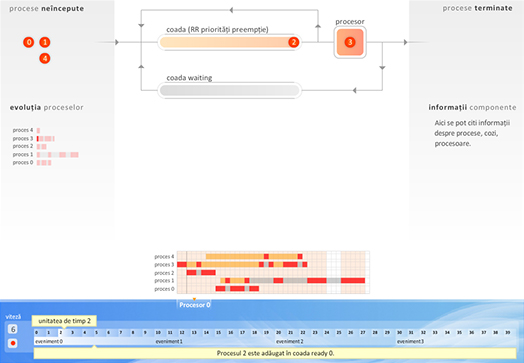 procese neîncepute
coada (RR priorități preempție)
procesor
procese terminate
0
1
4
2
3
coada waiting
evoluția proceselor
informații componente
Aici se pot citi informații
despre procese, cozi,
procesoare.
proces 4
proces 3
proces 2
proces 1
proces 0
proces 4
proces 3
proces 2
proces 1
proces 0
Procesor 0
viteză
unitatea de timp 2
6
0 1 2 3 4 5 6 7 8 9 10 11 12 13 14 15 16 17 18 19 20 21 22 23 24 25 26 27 28 29 30 31 32 33 34 35 36 37 38 39
eveniment 0
eveniment 1
eveniment 2
eveniment 3
Procesul 2 este adăugat în coada ready 0.